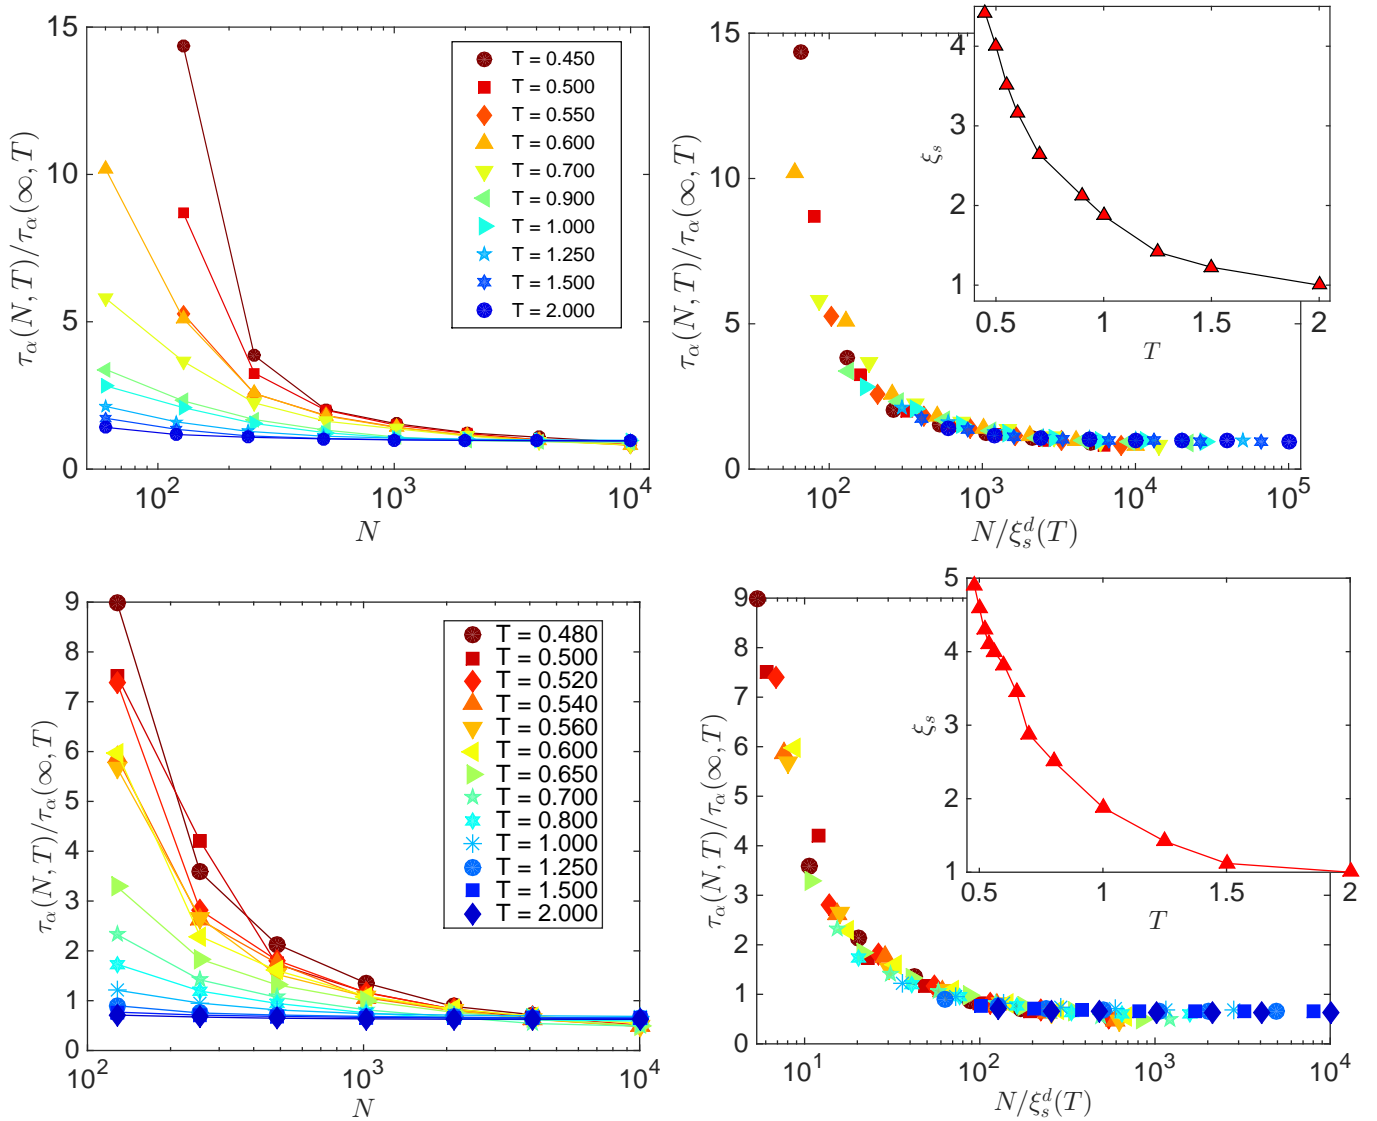 τα(N, T)/τα(∞, T)
15
10
5
0
10^2
10^3
10^4
N
T = 0.450
T = 0.500
T = 0.550
T = 0.600
T = 0.700
T = 0.900
T = 1.000
T = 1.250
T = 1.500
T = 2.000
τα(N, T)/τα(∞, T)
15
10
5
0
10^2
10^3
10^4
10^5
N/ξ_s^d(T)
ξs
4
3
2
1
0.5
1
1.5
2
T
τα(N, T)/τα(∞, T)
9
8
7
6
5
4
3
2
1
0
10^2
10^3
10^4
N
T = 0.480
T = 0.500
T = 0.520
T = 0.540
T = 0.560
T = 0.600
T = 0.650
T = 0.700
T = 0.800
T = 1.000
T = 1.250
T = 1.500
T = 2.000
τα(N, T)/τα(∞, T)
9
8
7
6
5
4
3
2
1
0
10^1
10^2
10^3
10^4
N/ξ_s^d(T)
ξs
5
4
3
2
1
0.5
1
1.5
2
T